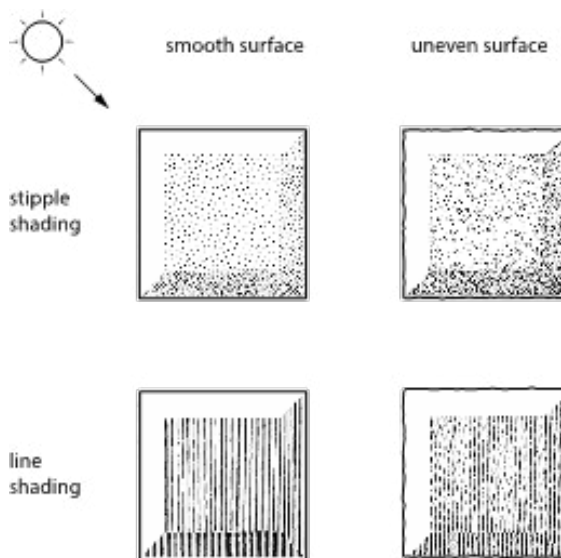 smooth surface
uneven surface
stipple
shading
line
shading